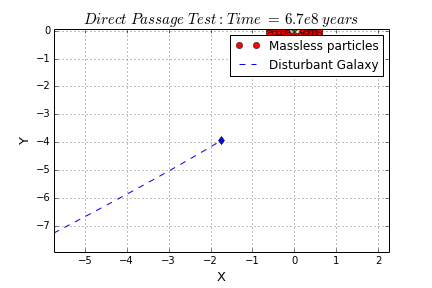 Direct Passage Test: Time = 6.7e8 years
Massless particles
Disturbant Galaxy
0
−1
−2
−3
−4
−5
−6
−7
Y
−5 −4 −3 −2 −1 0 1 2
X